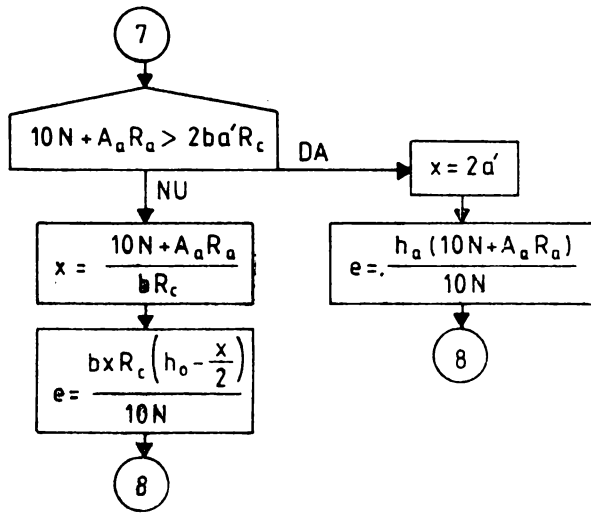 7
10N + AaRa > 2ba'Rc
DA
NU
x = 2a'
x = (10N + AaRa) / bRc
e = ha (10N + AaRa) / 10N
8
e = bxRc (ho - x/2) / 10N
8